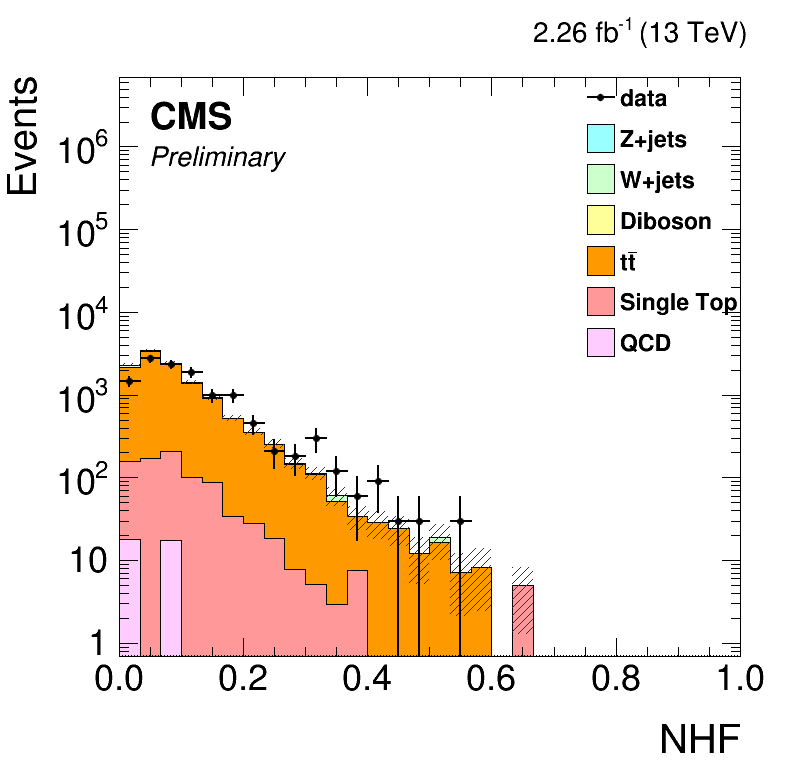 2.26 fb⁻¹ (13 TeV)
Events
CMS
Preliminary
data
Z+jets
W+jets
Diboson
tt̄
Single Top
QCD
10⁶
10⁵
10⁴
10³
10²
10
1
0.0 0.2 0.4 0.6 0.8 1.0
NHF